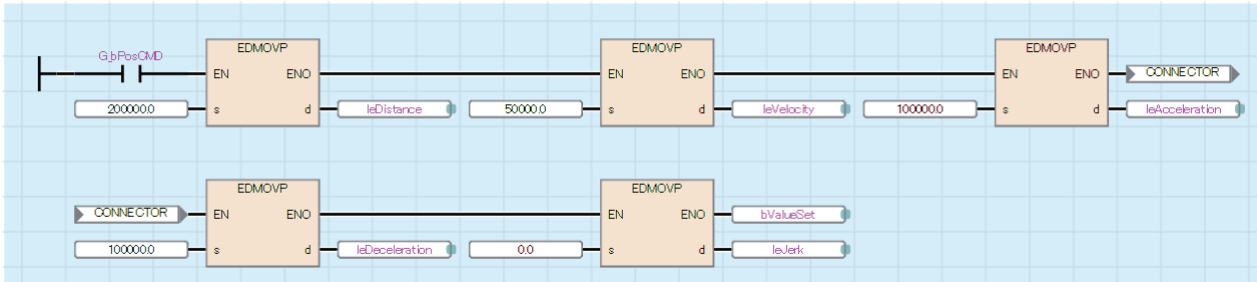 G_bPosCMD
EDMOVP EDMOVP EDMOVP
EN ENO EN ENO EN ENO CONNECTOR
200000.0 s d leDistance 50000.0 s d leVelocity 100000.0 s d leAcceleration
EDMOVP EDMOVP
CONNECTOR EN ENO EN ENO bValueSet
100000.0 s d leDeceleration 0.0 s d leJerk